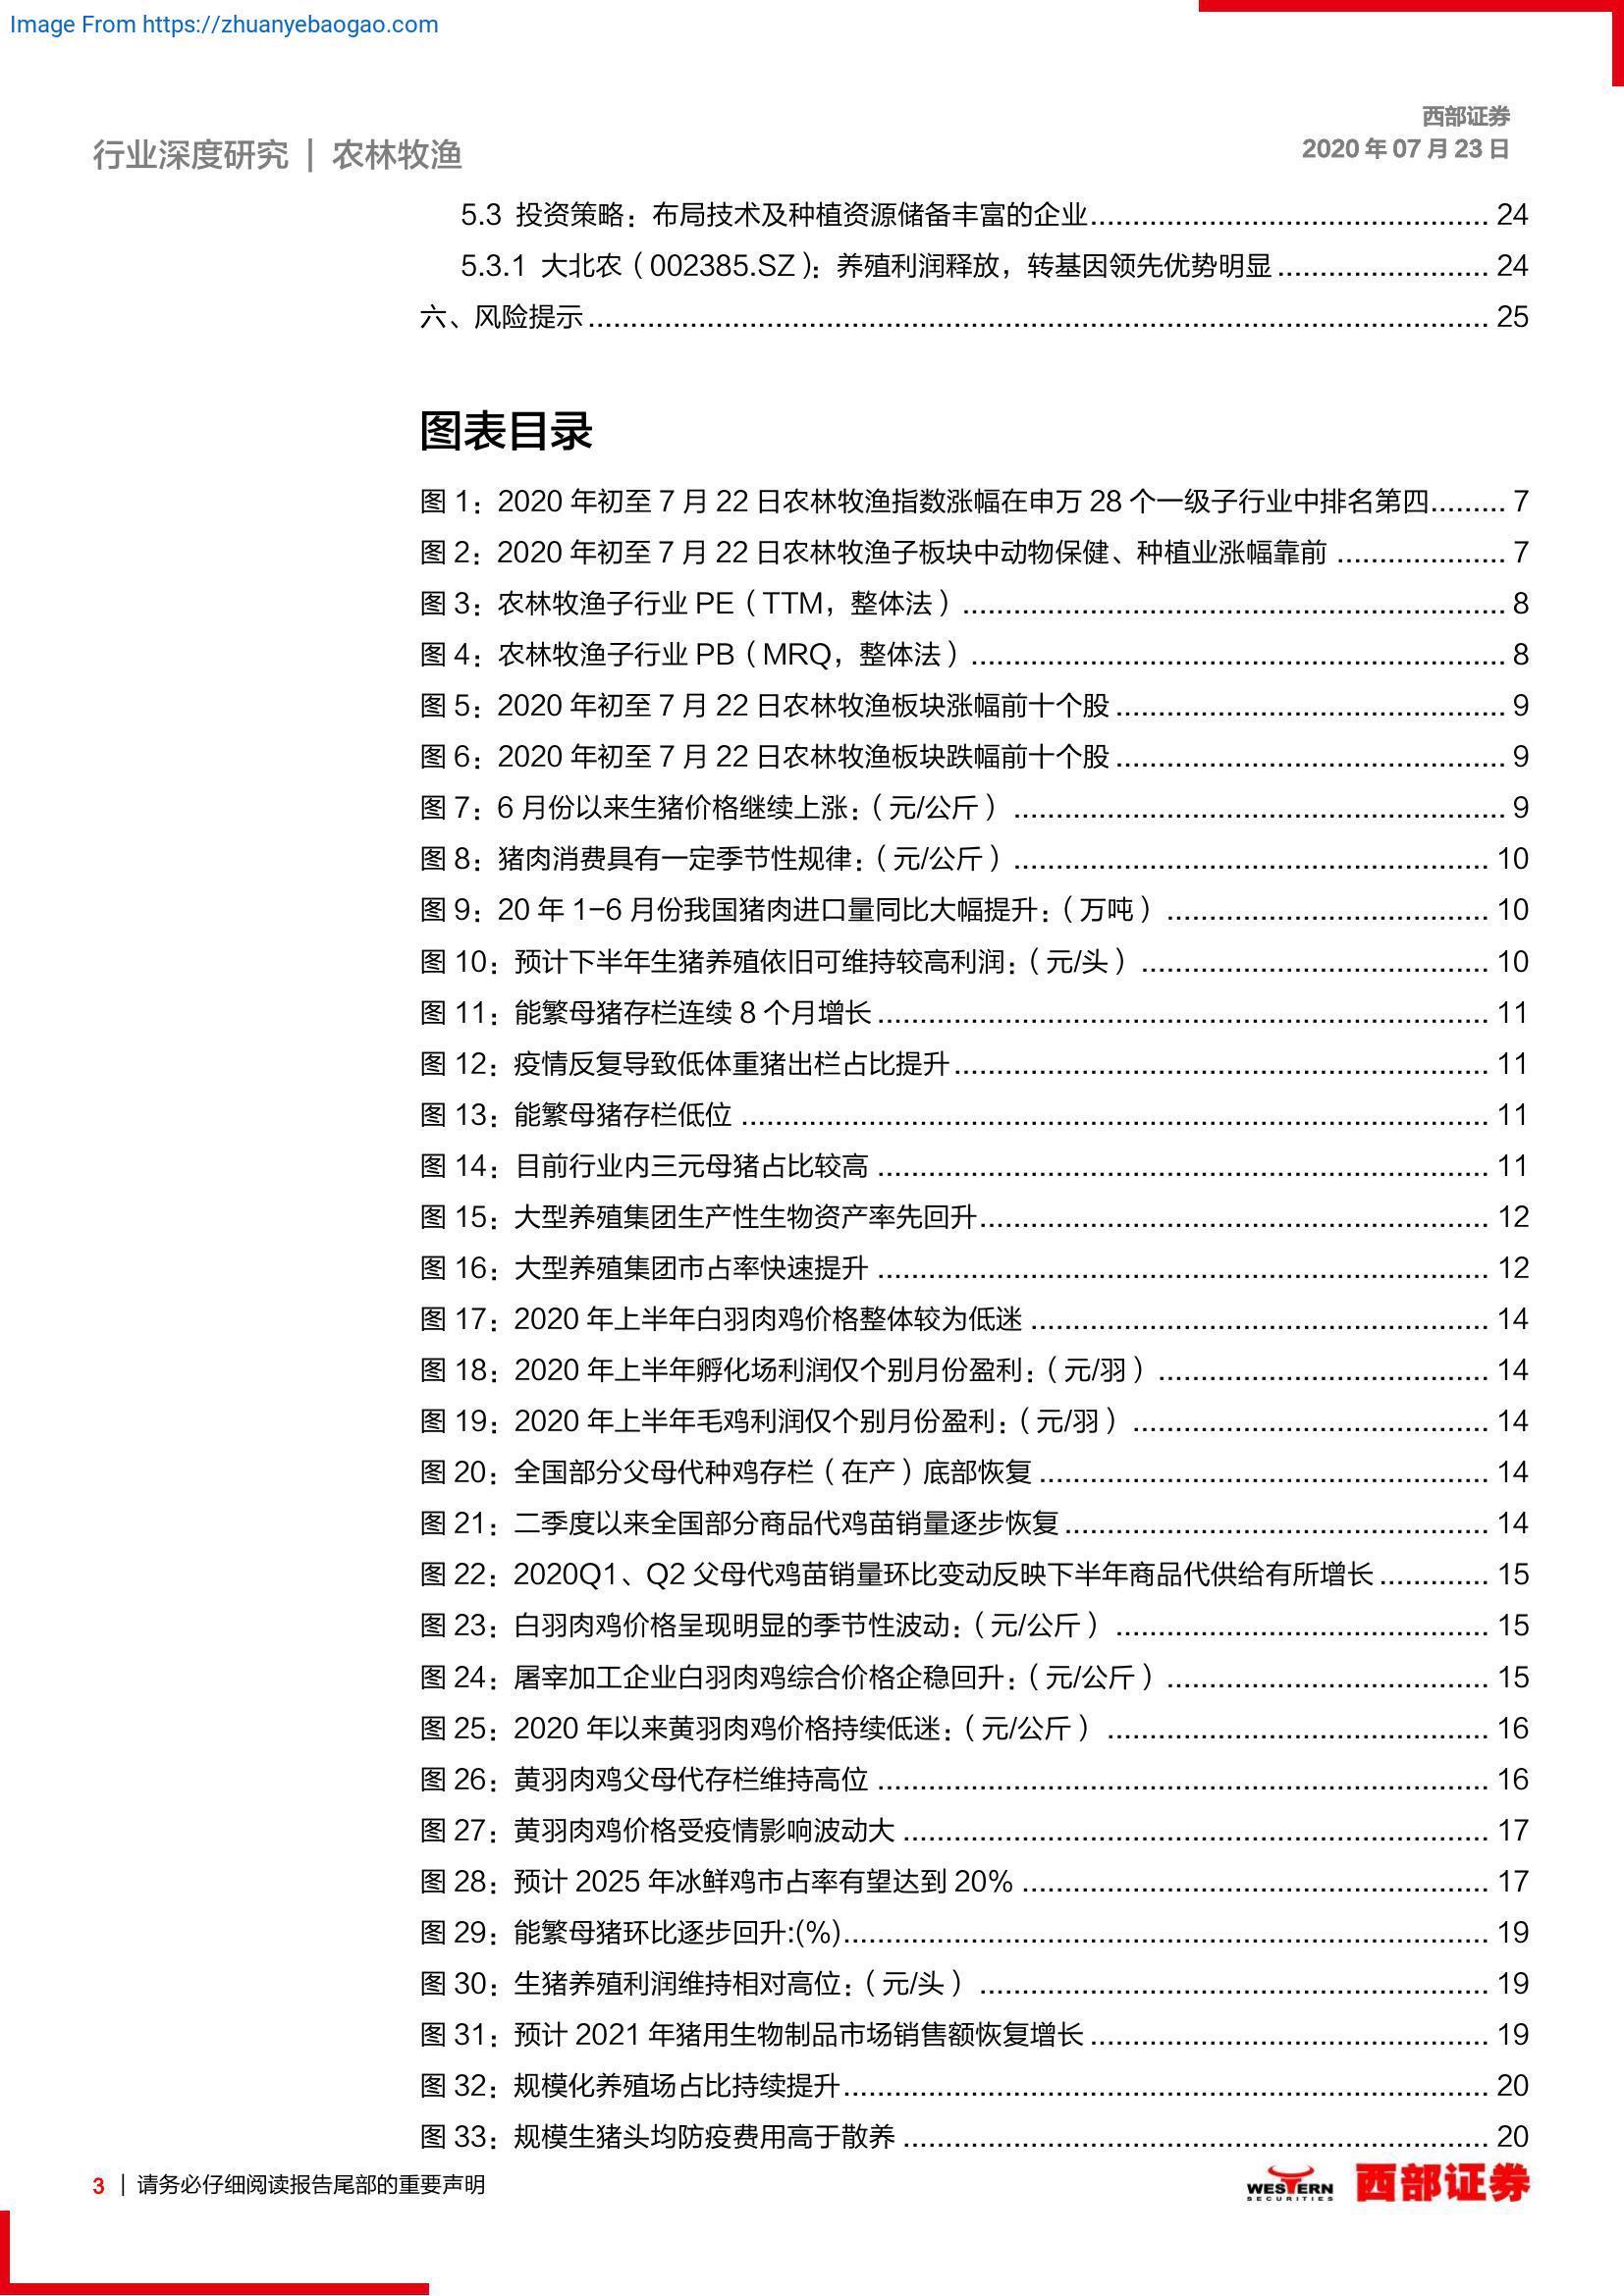 Image From https://zhuanyebaogao.com
西部证券
行业深度研究 | 农林牧渔
2020 年 07 月 23 日
5.3 投资策略：布局技术及种植资源储备丰富的企业 24
5.3.1 大北农（002385.SZ）：养殖利润释放，转基因领先优势明显 24
六、风险提示 25
图表目录
图 1：2020 年初至 7 月 22 日农林牧渔指数涨幅在申万 28 个一级子行业中排名第四 7
图 2：2020 年初至 7 月 22 日农林牧渔子板块中动物保健、种植业涨幅靠前 7
图 3：农林牧渔子行业 PE（TTM，整体法） 8
图 4：农林牧渔子行业 PB（MRQ，整体法） 8
图 5：2020 年初至 7 月 22 日农林牧渔板块涨幅前十个股 9
图 6：2020 年初至 7 月 22 日农林牧渔板块跌幅前十个股 9
图 7：6 月份以来生猪价格继续上涨：（元/公斤） 9
图 8：猪肉消费具有一定季节性规律：（元/公斤） 10
图 9：20 年 1-6 月份我国猪肉进口量同比大幅提升：（万吨） 10
图 10：预计下半年生猪养殖依旧可维持较高利润：（元/头） 10
图 11：能繁母猪存栏连续 8 个月增长 11
图 12：疫情反复导致低体重猪出栏占比提升 11
图 13：能繁母猪存栏低位 11
图 14：目前行业内三元母猪占比较高 11
图 15：大型养殖集团生产性生物资产率先回升 12
图 16：大型养殖集团市占率快速提升 12
图 17：2020 年上半年白羽肉鸡价格整体较为低迷 14
图 18：2020 年上半年孵化场利润仅个别月份盈利：（元/羽） 14
图 19：2020 年上半年毛鸡利润仅个别月份盈利：（元/羽） 14
图 20：全国部分父母代种鸡存栏（在产）底部恢复 14
图 21：二季度以来全国部分商品代鸡苗销量逐步恢复 14
图 22：2020Q1、Q2 父母代鸡苗销量环比变动反映下半年商品代供给有所增长 15
图 23：白羽肉鸡价格呈现明显的季节性波动：（元/公斤） 15
图 24：屠宰加工企业白羽肉鸡综合价格企稳回升：（元/公斤） 15
图 25：2020 年以来黄羽肉鸡价格持续低迷：（元/公斤） 16
图 26：黄羽肉鸡父母代存栏维持高位 16
图 27：黄羽肉鸡价格受疫情影响波动大 17
图 28：预计 2025 年冰鲜鸡市占率有望达到 20% 17
图 29：能繁母猪环比逐步回升:(%) 19
图 30：生猪养殖利润维持相对高位：（元/头） 19
图 31：预计 2021 年猪用生物制品市场销售额恢复增长 19
图 32：规模化养殖场占比持续提升 20
图 33：规模生猪头均防疫费用高于散养 20
3 | 请务必仔细阅读报告尾部的重要声明
WESTERN
SECURITIES
西部证券